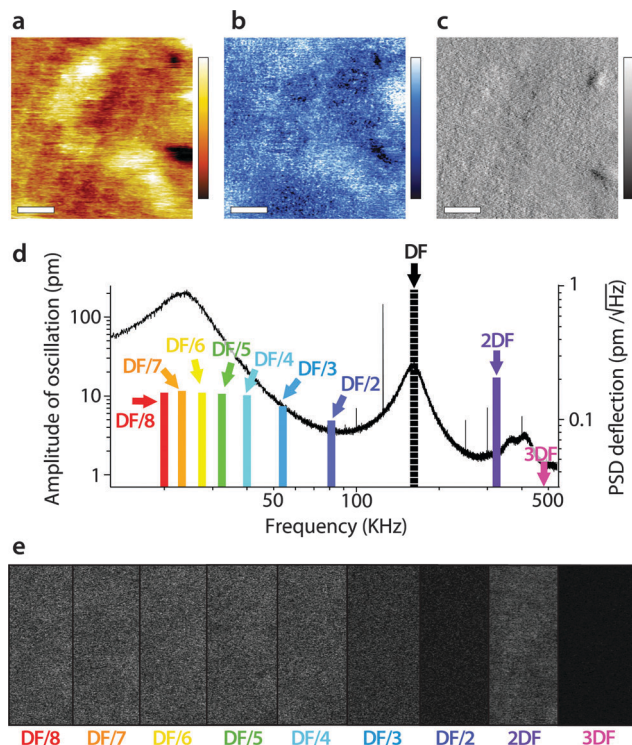 a
b
c
d
Amplitude of oscillation (pm)
100
10
1
DF/8
DF/7
DF/6
DF/5
DF/4
DF/3
DF/2
DF
2DF
3DF
1
0.1
PSD deflection (pm /√Hz)
50
100
500
Frequency (KHz)
e
DF/8 DF/7 DF/6 DF/5 DF/4 DF/3 DF/2 2DF 3DF